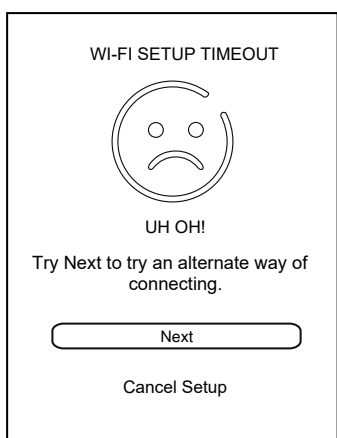 WI-FI SETUP TIMEOUT
UH OH!
Try Next to try an alternate way of
connecting.
Next
Cancel Setup